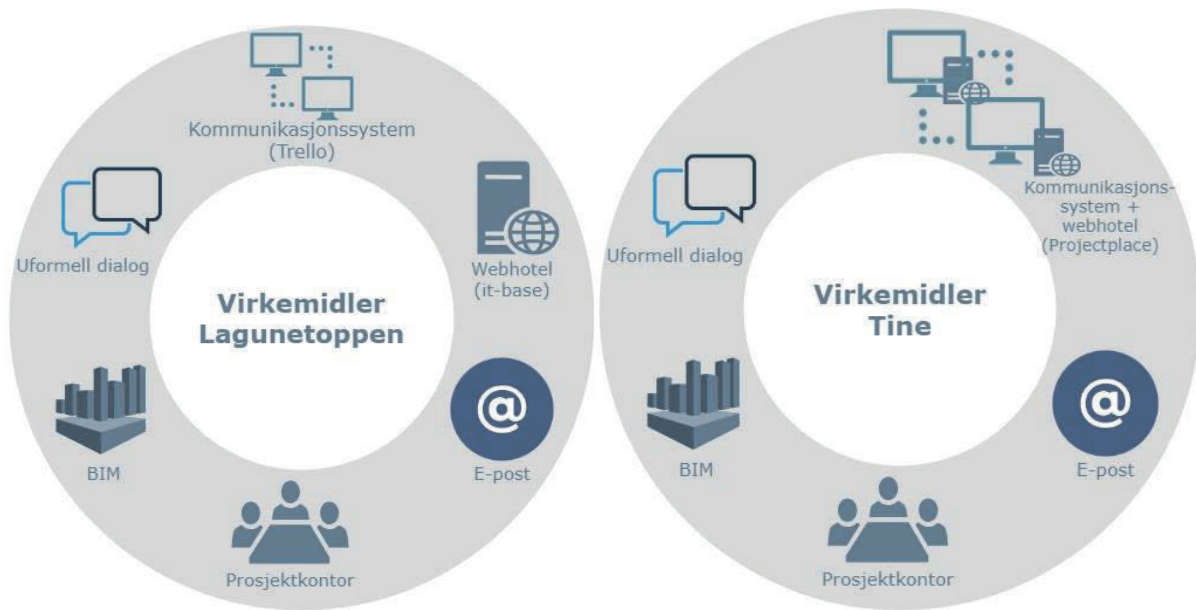 Kommunikasjonssystem
(Trello)
Uformell dialog
Webhotel
(it-base)
Virkemidler
Lagunetoppen
BIM
@
E-post
Prosjektkontor
Kommunikasjons-
system +
webhotel
(Projectplace)
Uformell dialog
Virkemidler
Tine
BIM
@
E-post
Prosjektkontor